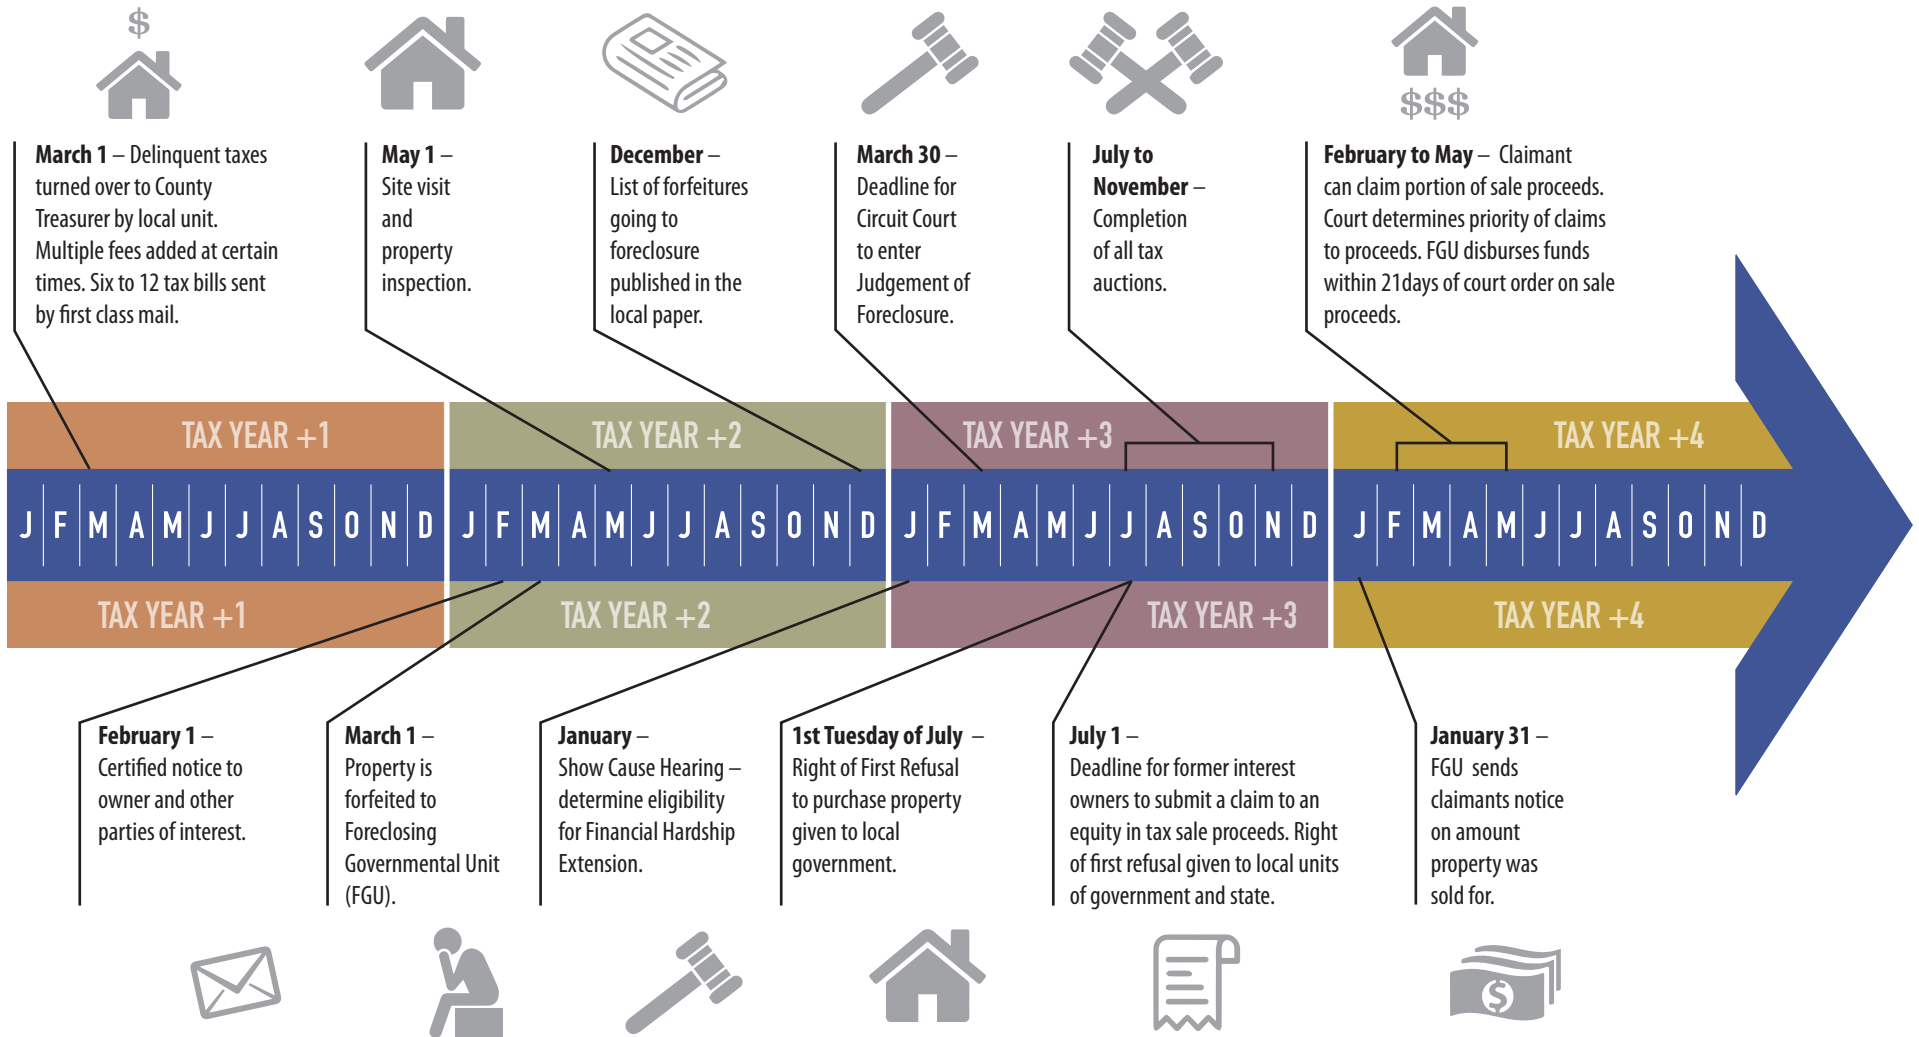 $
$$$
March 1 – Delinquent taxes
turned over to County
Treasurer by local unit.
Multiple fees added at certain
times. Six to 12 tax bills sent
by first class mail.
May 1 –
Site visit
and
property
inspection.
December –
List of forfeitures
going to
foreclosure
published in the
local paper.
March 30 –
Deadline for
Circuit Court
to enter
Judgement of
Foreclosure.
July to
November –
Completion
of all tax
auctions.
February to May – Claimant
can claim portion of sale proceeds.
Court determines priority of claims
to proceeds. FGU disburses funds
within 21days of court order on sale
proceeds.
TAX YEAR +1
TAX YEAR +2
TAX YEAR +3
TAX YEAR +4
J F M A M J J A S O N D J F M A M J J A S O N D J F M A M J J A S O N D J F M A M J J A S O N D
TAX YEAR +1
TAX YEAR +2
TAX YEAR +3
TAX YEAR +4
February 1 –
Certified notice to
owner and other
parties of interest.
March 1 –
Property is
forfeited to
Foreclosing
Governmental Unit
(FGU).
January –
Show Cause Hearing –
determine eligibility
for Financial Hardship
Extension.
1st Tuesday of July –
Right of First Refusal
to purchase property
given to local
government.
July 1 –
Deadline for former interest
owners to submit a claim to an
equity in tax sale proceeds. Right
of first refusal given to local units
of government and state.
January 31 –
FGU sends
claimants notice
on amount
property was
sold for.
$